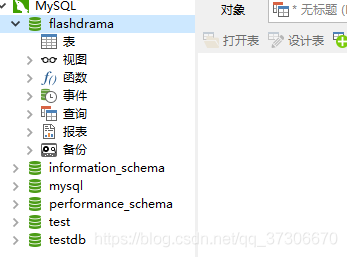 MySQL
对象
* 无标题
flashdrama
打开表
设计表
表
视图
f()
函数
事件
查询
报表
备份
information_schema
mysql
performance_schema
test
testdb
https://blog.csdn.net/qq_37306670